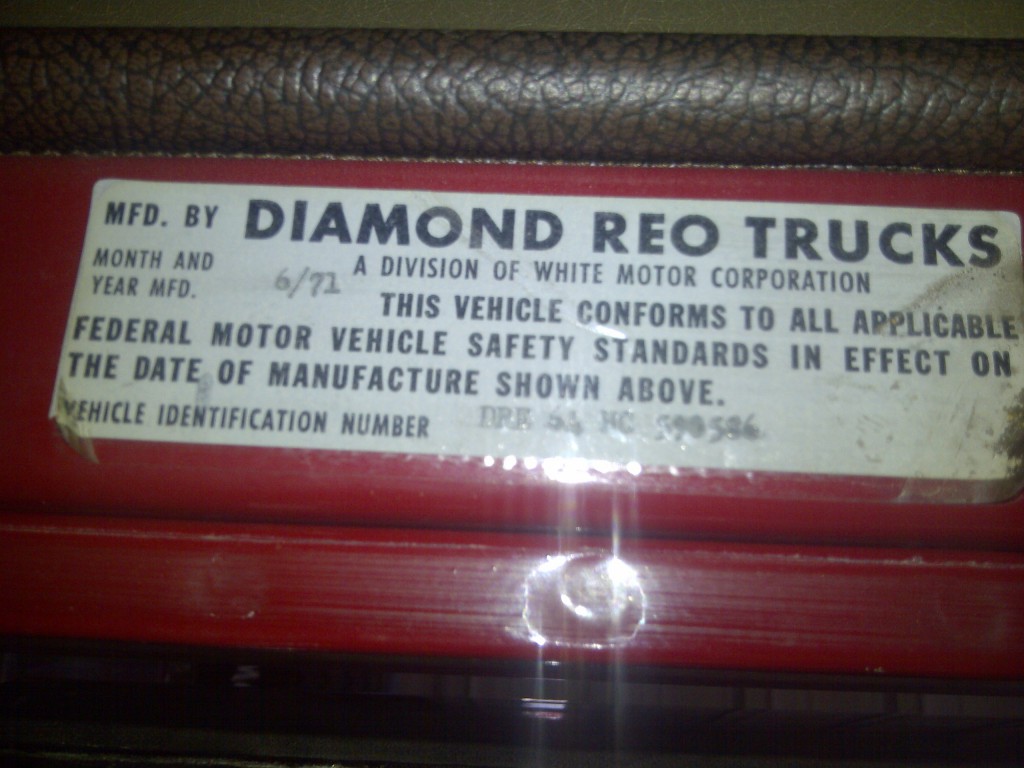 MFD. BY DIAMOND REO TRUCKS
MONTH AND YEAR MFD. 6/71
A DIVISION OF WHITE MOTOR CORPORATION
THIS VEHICLE CONFORMS TO ALL APPLICABLE
FEDERAL MOTOR VEHICLE SAFETY STANDARDS IN EFFECT ON
THE DATE OF MANUFACTURE SHOWN ABOVE.
VEHICLE IDENTIFICATION NUMBER